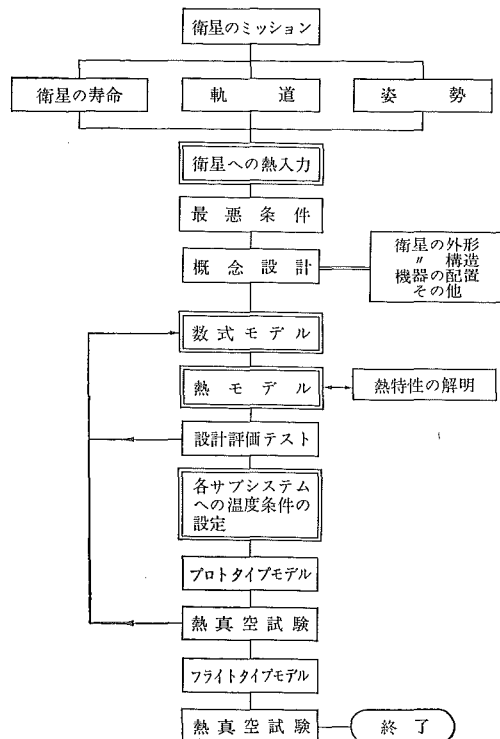 衛星のミッション
衛星の寿命
軌道
姿勢
衛星への熱入力
最悪条件
概念設計
衛星の外形
〃 構造
機器の配置
その他
数式モデル
熱モデル
熱特性の解明
設計評価テスト
各サブシステム
への温度条件の
設定
プロトタイプモデル
熱真空試験
フライトタイプモデル
熱真空試験
終了